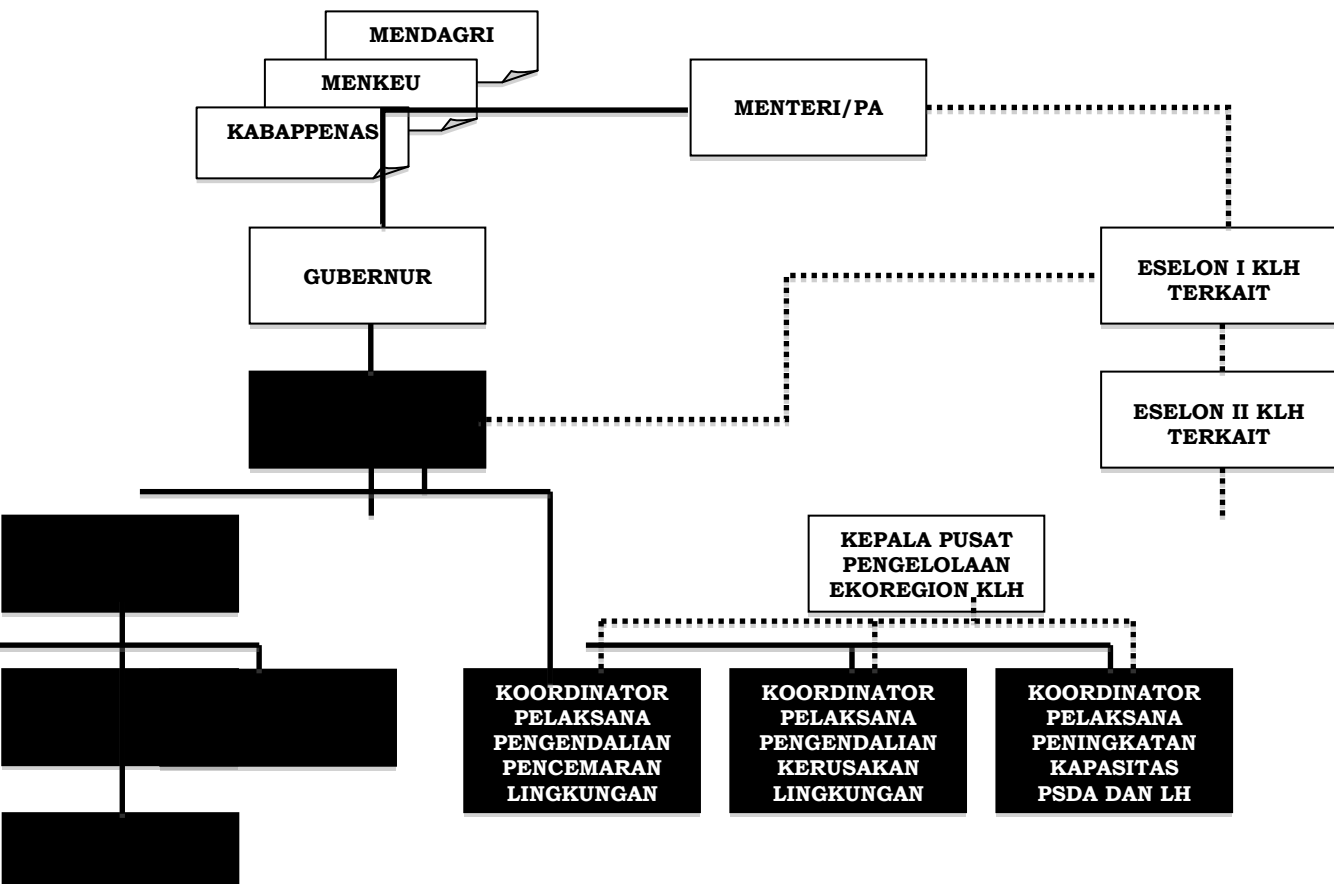 MENDAGRI
MENKEU
KABAPPENAS
MENTERI/PA
GUBERNUR
ESELON I KLH
TERKAIT
ESELON II KLH
TERKAIT
KEPALA PUSAT
PENGELOLAAN
EKOREGION KLH
KOORDINATOR
PELAKSANA
PENGENDALIAN
PENCEMARAN
LINGKUNGAN
KOORDINATOR
PELAKSANA
PENGENDALIAN
KERUSAKAN
LINGKUNGAN
KOORDINATOR
PELAKSANA
PENINGKATAN
KAPASITAS
PSDA DAN LH